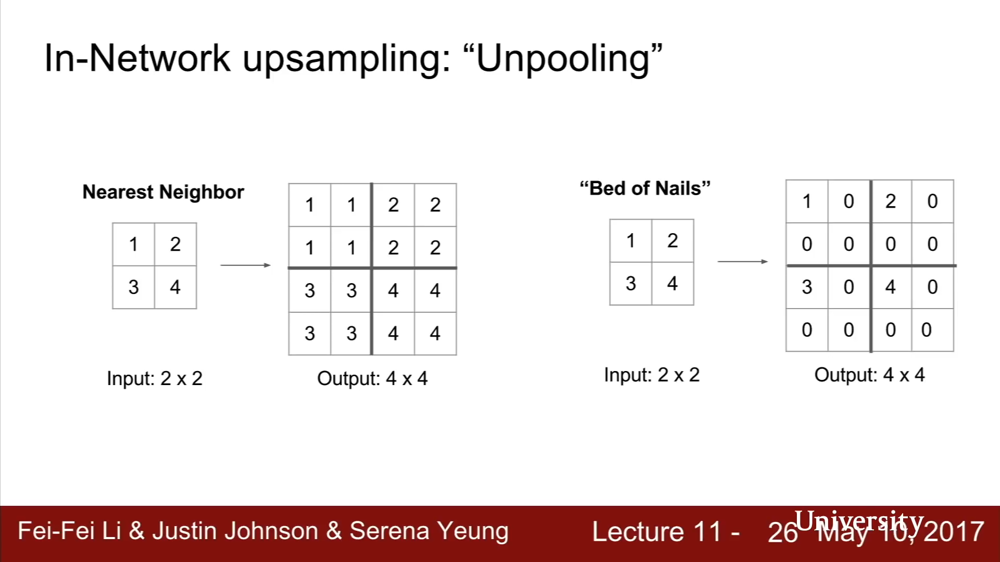 In-Network upsampling: “Unpooling”
Nearest Neighbor
1 2
3 4
Input: 2 x 2
1 1 2 2
1 1 2 2
3 3 4 4
3 3 4 4
Output: 4 x 4
“Bed of Nails”
1 2
3 4
Input: 2 x 2
1 0 2 0
0 0 0 0
3 0 4 0
0 0 0 0
Output: 4 x 4
Fei-Fei Li & Justin Johnson & Serena Yeung
Lecture 11 - 26 May 10, 2017
University